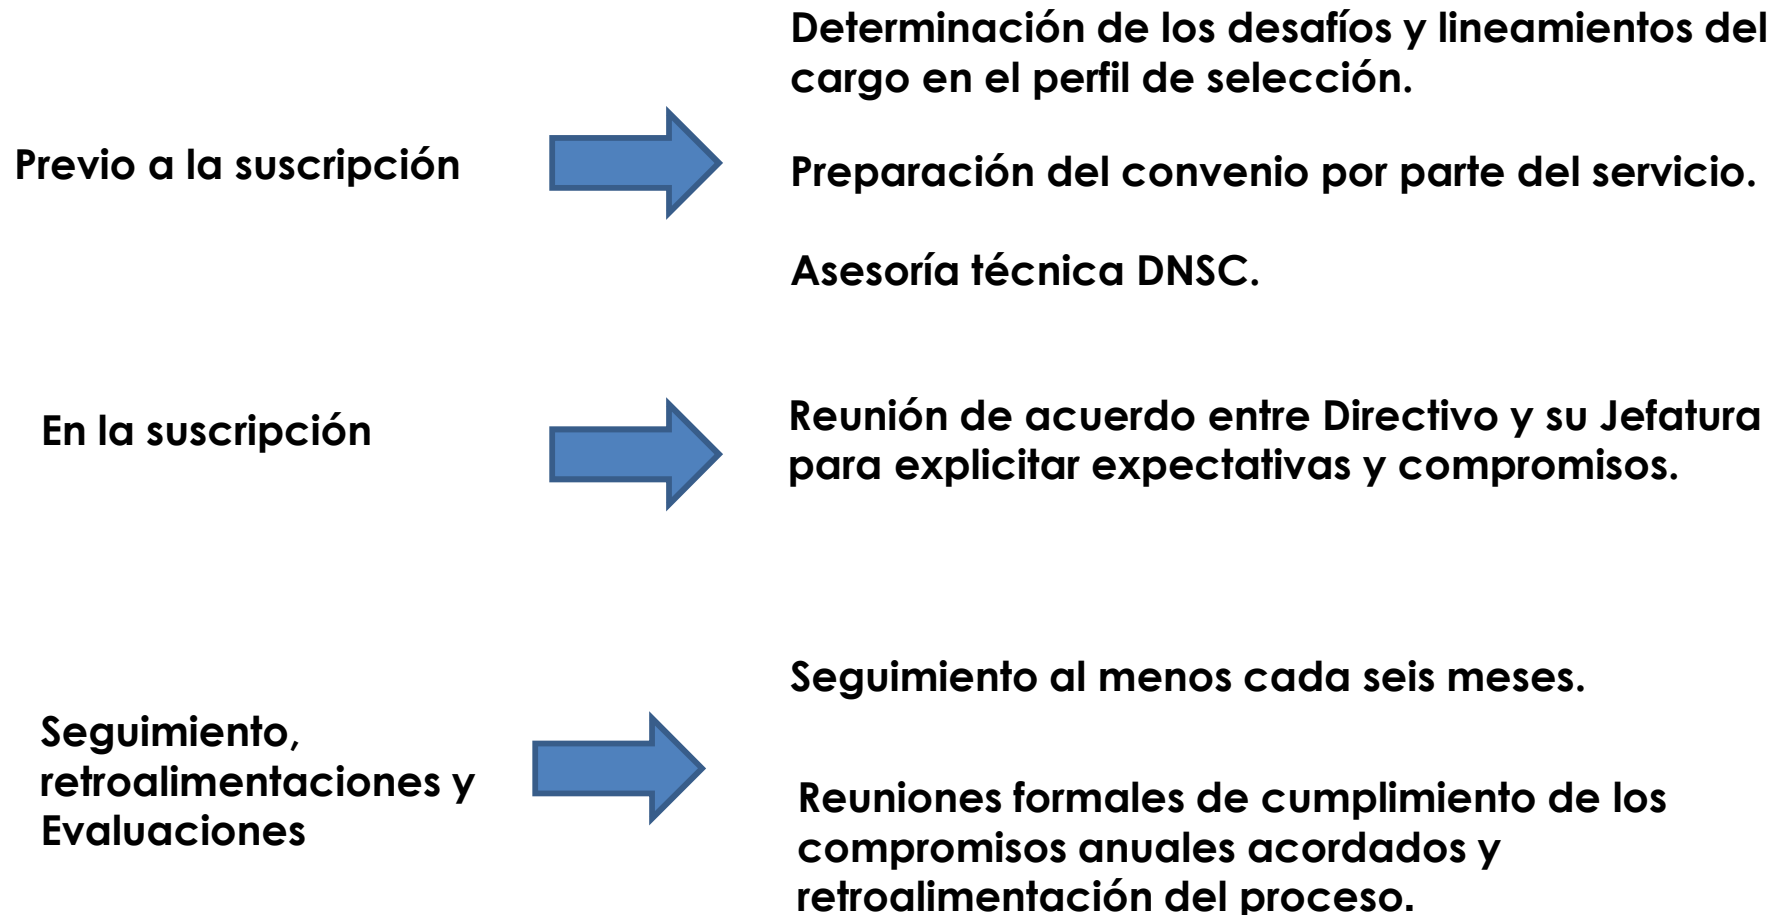 Previo a la suscripción
Determinación de los desafíos y lineamientos del
cargo en el perfil de selección.
Preparación del convenio por parte del servicio.
Asesoría técnica DNSC.
En la suscripción
Reunión de acuerdo entre Directivo y su Jefatura
para explicitar expectativas y compromisos.
Seguimiento,
retroalimentaciones y
Evaluaciones
Seguimiento al menos cada seis meses.
Reuniones formales de cumplimiento de los
compromisos anuales acordados y
retroalimentación del proceso.